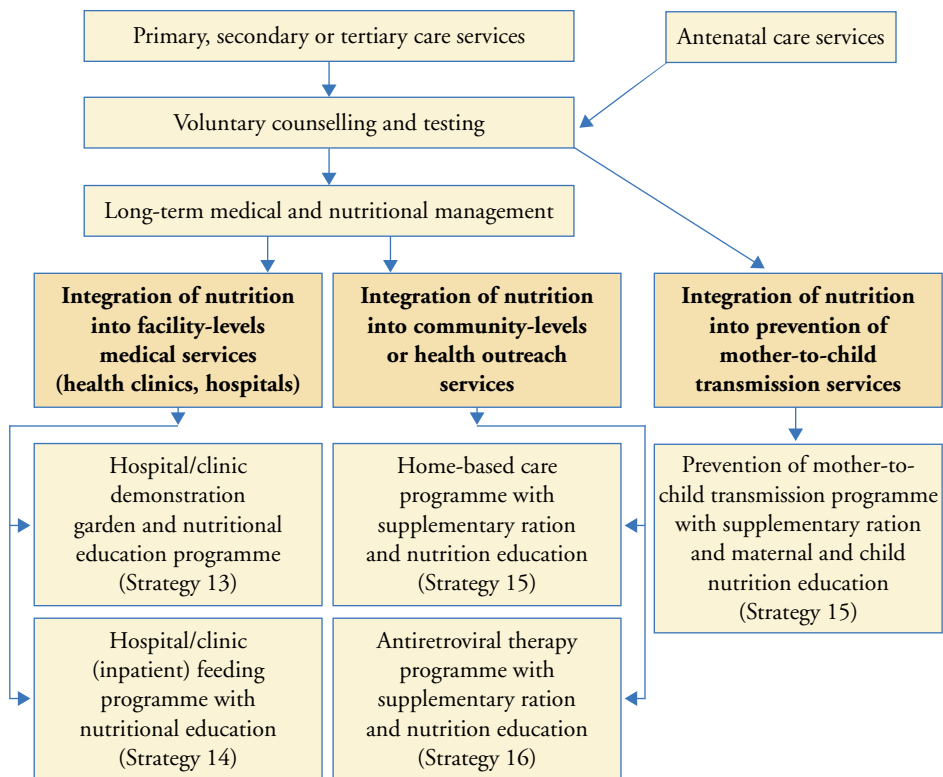 Primary, secondary or tertiary care services
Antenatal care services
Voluntary counselling and testing
Long-term medical and nutritional management
Integration of nutrition
into facility-levels
medical services
(health clinics, hospitals)
Integration of nutrition
into community-levels
or health outreach
services
Integration of nutrition
into prevention of
mother-to-child
transmission services
Hospital/clinic
demonstration
garden and nutritional
education programme
(Strategy 13)
Home-based care
programme with
supplementary ration
and nutrition education
(Strategy 15)
Prevention of mother-to-
child transmission programme
with supplementary ration
and maternal and child
nutrition education
(Strategy 15)
Hospital/clinic
(inpatient) feeding
programme with
nutritional education
(Strategy 14)
Antiretroviral therapy
programme with
supplementary ration
and nutrition education
(Strategy 16)